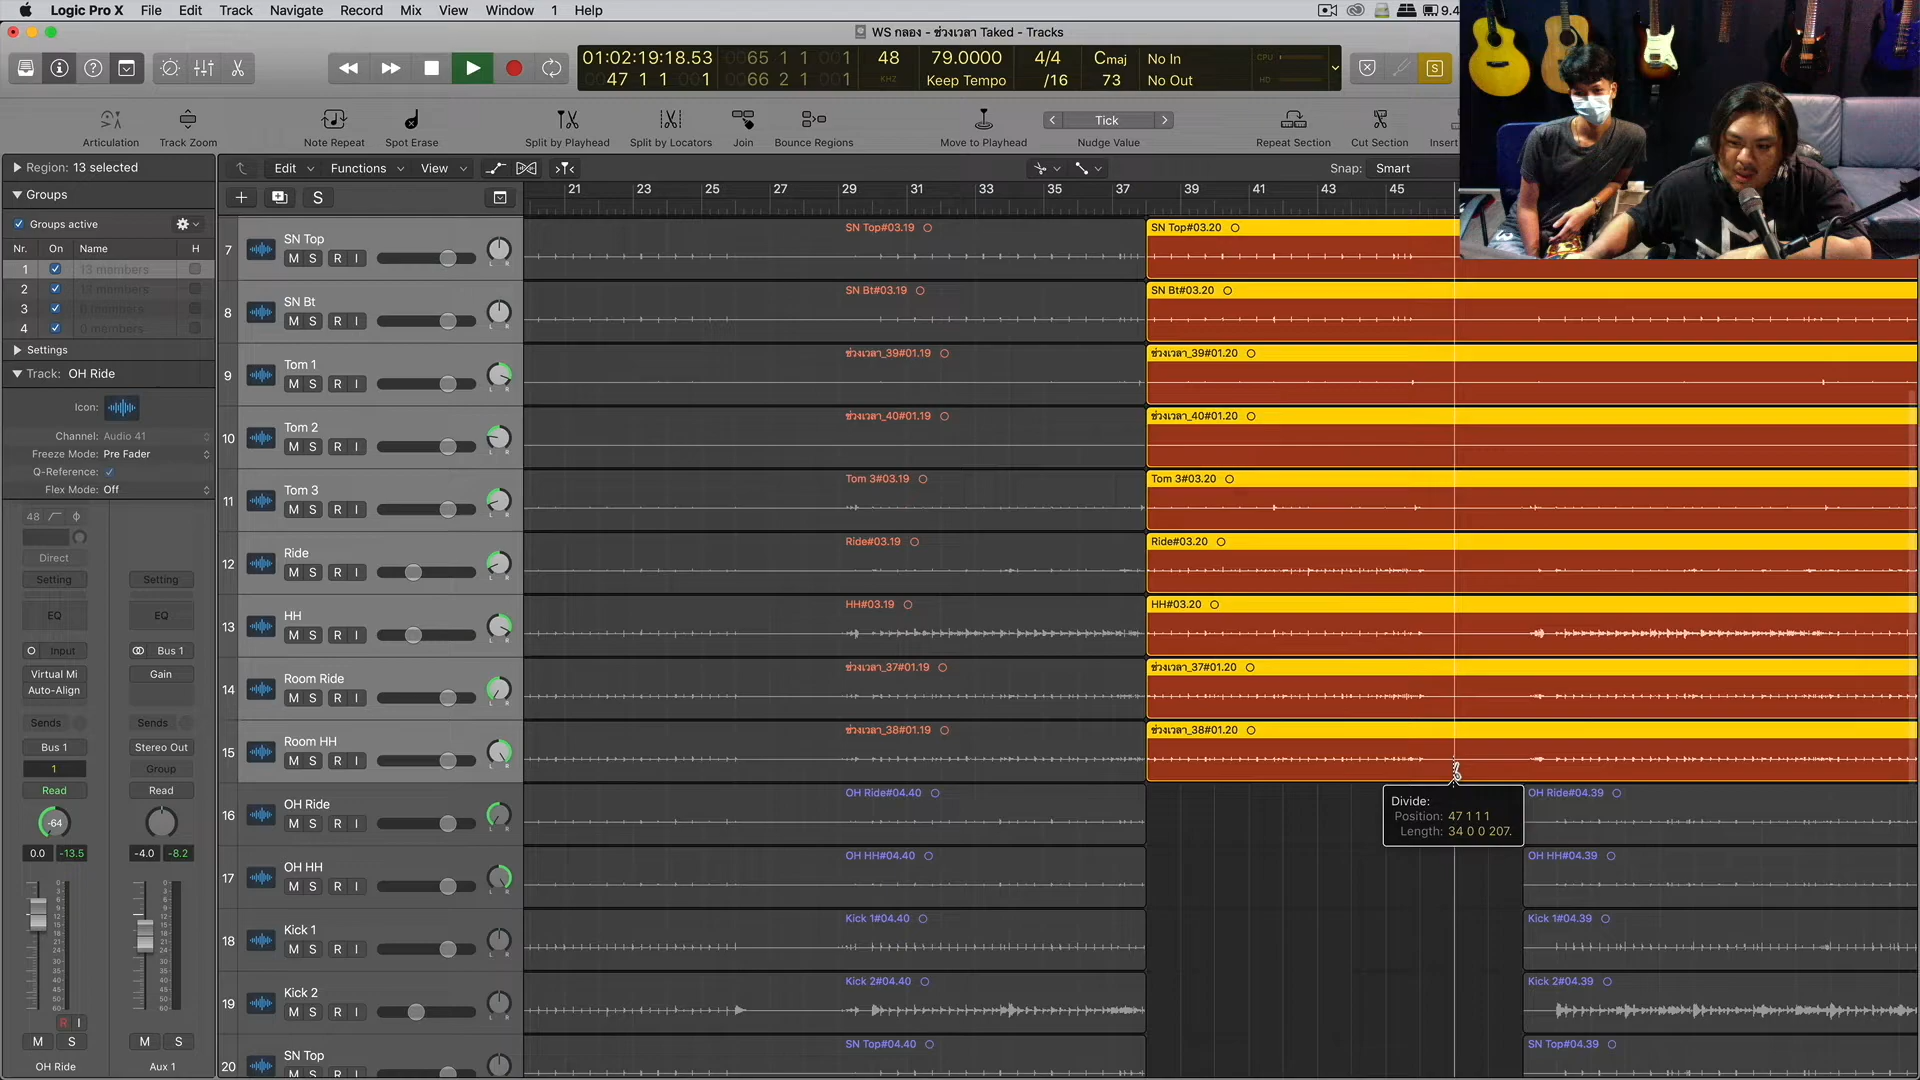 Logic Pro X File Edit Track Navigate Record Mix View Window 1 Help 9.4
WS กลอง - ช่วงเวลา Taked - Tracks
01:02:19:18.53 0065 1 1 001 48 79.0000 4/4 Cmaj No In CPU
0047 1 1 001 0066 2 1 001 KHZ Keep Tempo /16 73 No Out HD
S
Tick
Articulation Track Zoom Note Repeat Spot Erase Split by Playhead Split by Locators Join Bounce Regions Move to Playhead Nudge Value Repeat Section Cut Section Insert
Region: 13 selected
Edit Functions View Snap: Smart
Groups
21 23 25 27 29 31 33 35 37 39 41 43 45
S
Groups active
Nr. On Name H
1 13 members
2 13 members
3 0 members
4 0 members
Settings
Track: OH Ride
Icon:
Channel: Audio 41
Freeze Mode: Pre Fader
Q-Reference:
Flex Mode: Off
48
Direct
Setting Setting
EQ EQ
Input Bus 1
Virtual Mi Gain
Auto-Align
Sends Sends
Bus 1 Stereo Out
1 Group
Read Read
-64
0.0 -13.5 -4.0 -8.2
R I
M S M S
OH Ride Aux 1
7 SN Top M S R I SN Top#03.19 SN Top#03.20
8 SN Bt M S R I SN Bt#03.19 SN Bt#03.20
9 Tom 1 M S R I ช่วงเวลา_39#01.19 ช่วงเวลา_39#01.20
10 Tom 2 M S R I ช่วงเวลา_40#01.19 ช่วงเวลา_40#01.20
11 Tom 3 M S R I Tom 3#03.19 Tom 3#03.20
12 Ride M S R I Ride#03.19 Ride#03.20
13 HH M S R I HH#03.19 HH#03.20
14 Room Ride M S R I ช่วงเวลา_37#01.19 ช่วงเวลา_37#01.20
15 Room HH M S R I ช่วงเวลา_38#01.19 ช่วงเวลา_38#01.20
16 OH Ride M S R I OH Ride#04.40 OH Ride#04.39
Divide:
Position: 47 1 1 1
Length: 34 0 0 207.
17 OH HH M S R I OH HH#04.40 OH HH#04.39
18 Kick 1 M S R I Kick 1#04.40 Kick 1#04.39
19 Kick 2 M S R I Kick 2#04.40 Kick 2#04.39
20 SN Top M S R I SN Top#04.40 SN Top#04.39